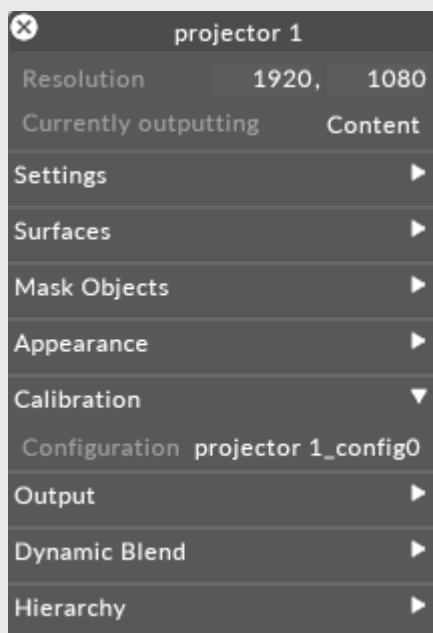 projector 1
Resolution 1920, 1080
Currently outputting Content
Settings
Surfaces
Mask Objects
Appearance
Calibration
Configuration projector 1_config0
Output
Dynamic Blend
Hierarchy